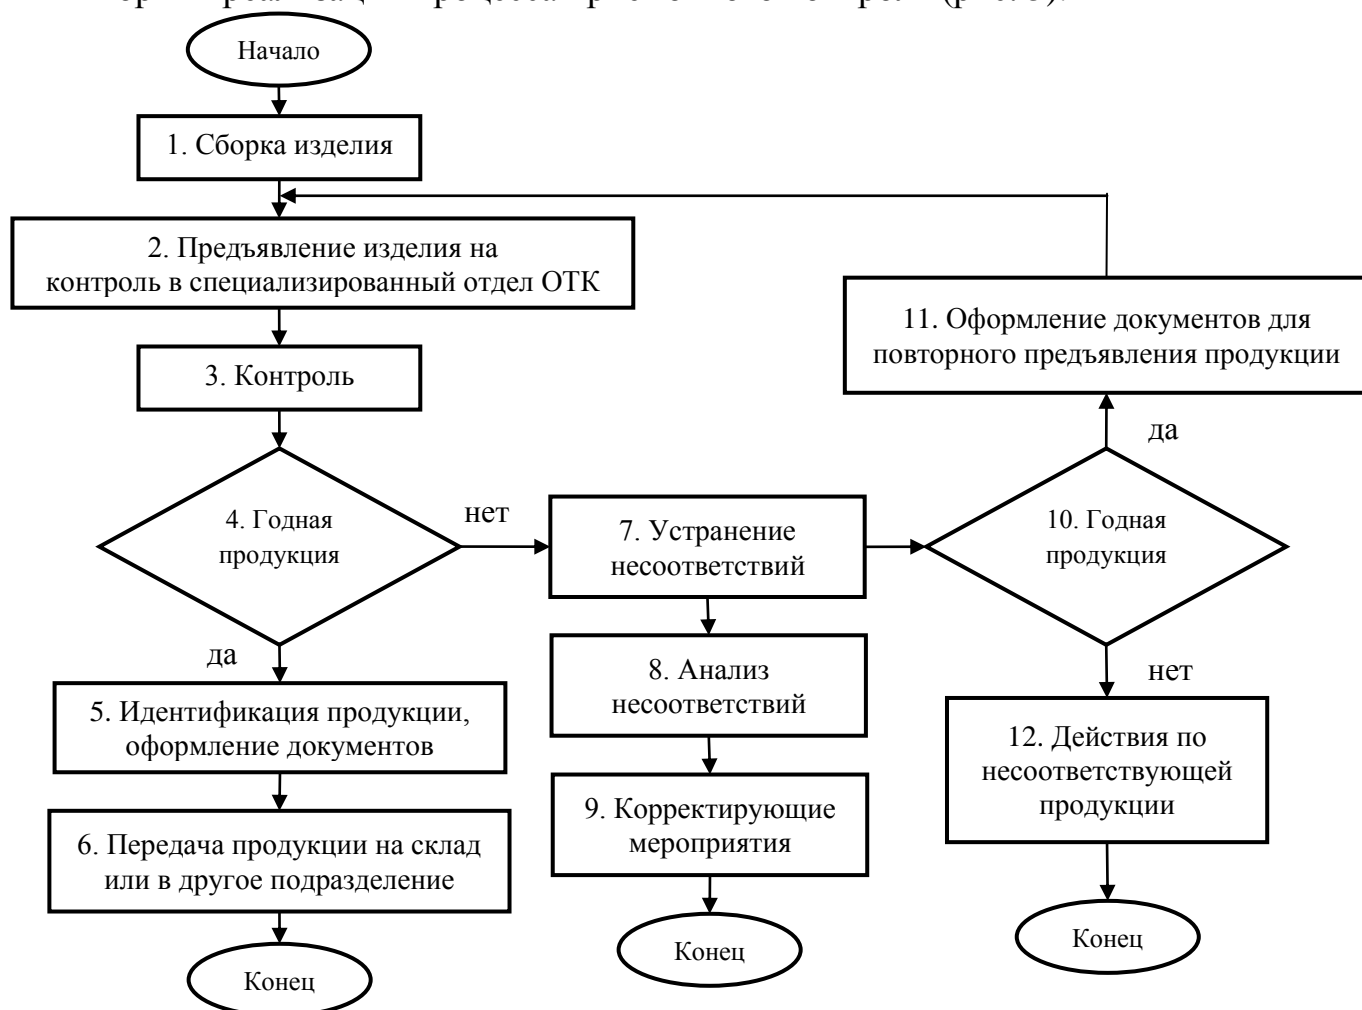 Начало
1. Сборка изделия
2. Предъявление изделия на
контроль в специализированный отдел ОТК
3. Контроль
4. Годная
продукция
нет
да
5. Идентификация продукции,
оформление документов
6. Передача продукции на склад
или в другое подразделение
Конец
7. Устранение
несоответствий
8. Анализ
несоответствий
9. Корректирующие
мероприятия
Конец
10. Годная
продукция
да
11. Оформление документов для
повторного предъявления продукции
нет
12. Действия по
несоответствующей
продукции
Конец